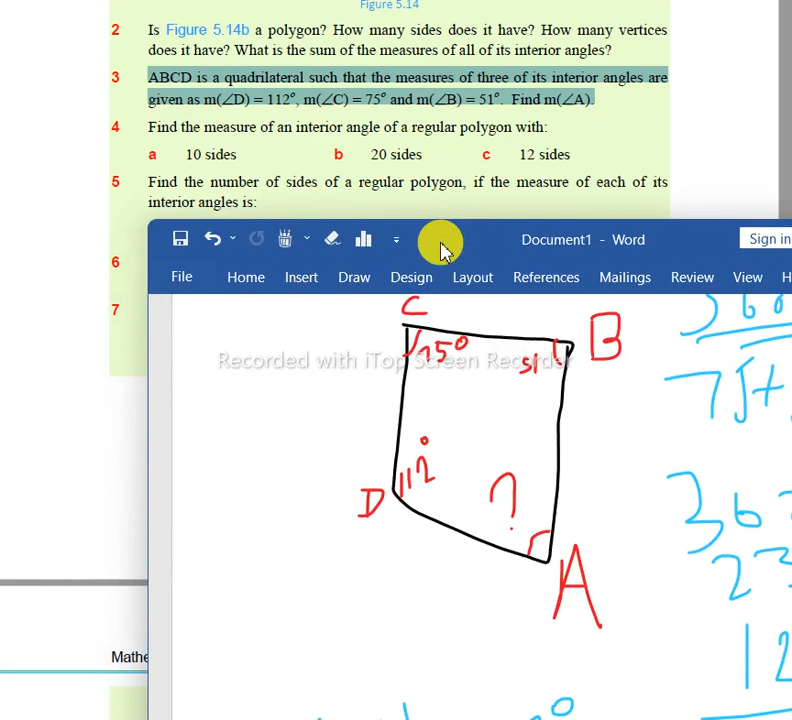 Figure 5.14
2 Is Figure 5.14b a polygon? How many sides does it have? How many vertices
does it have? What is the sum of the measures of all of its interior angles?
3 ABCD is a quadrilateral such that the measures of three of its interior angles are
given as m(∠D) = 112°, m(∠C) = 75° and m(∠B) = 51°. Find m(∠A).
4 Find the measure of an interior angle of a regular polygon with:
a 10 sides b 20 sides c 12 sides
5 Find the number of sides of a regular polygon, if the measure of each of its
interior angles is:
6
7
Document1 - Word
Sign in
File Home Insert Draw Design Layout References Mailings Review View H
C
75°
51
B
Recorded with iTop Screen Recorder
75+
112°
D
?
A
36
23
12
Mathe